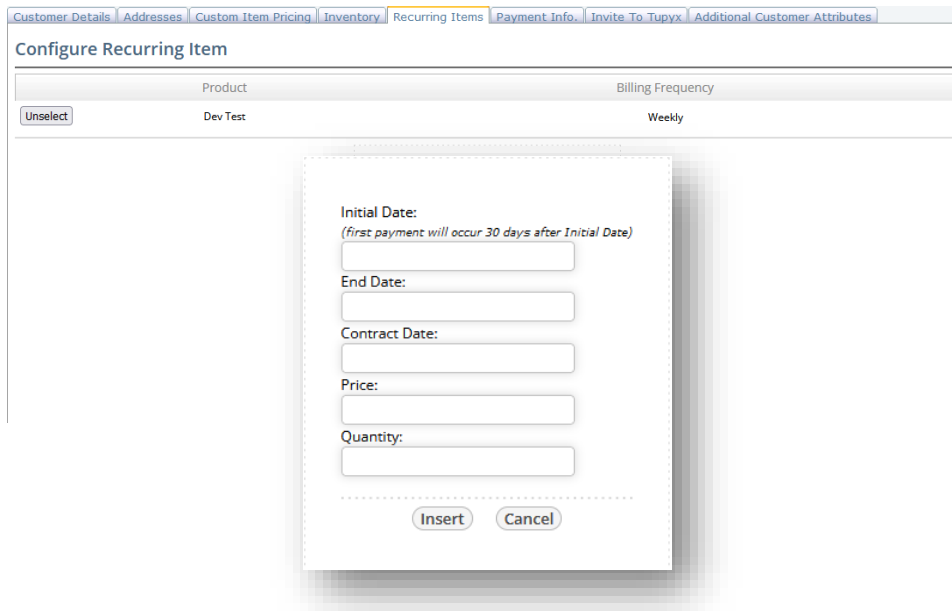 Customer Details Addresses Custom Item Pricing Inventory Recurring Items Payment Info. Invite To Tupyx Additional Customer Attributes
Configure Recurring Item
Product Billing Frequency
Unselect Dev Test Weekly
Initial Date:
(first payment will occur 30 days after Initial Date)
End Date:
Contract Date:
Price:
Quantity:
Insert Cancel